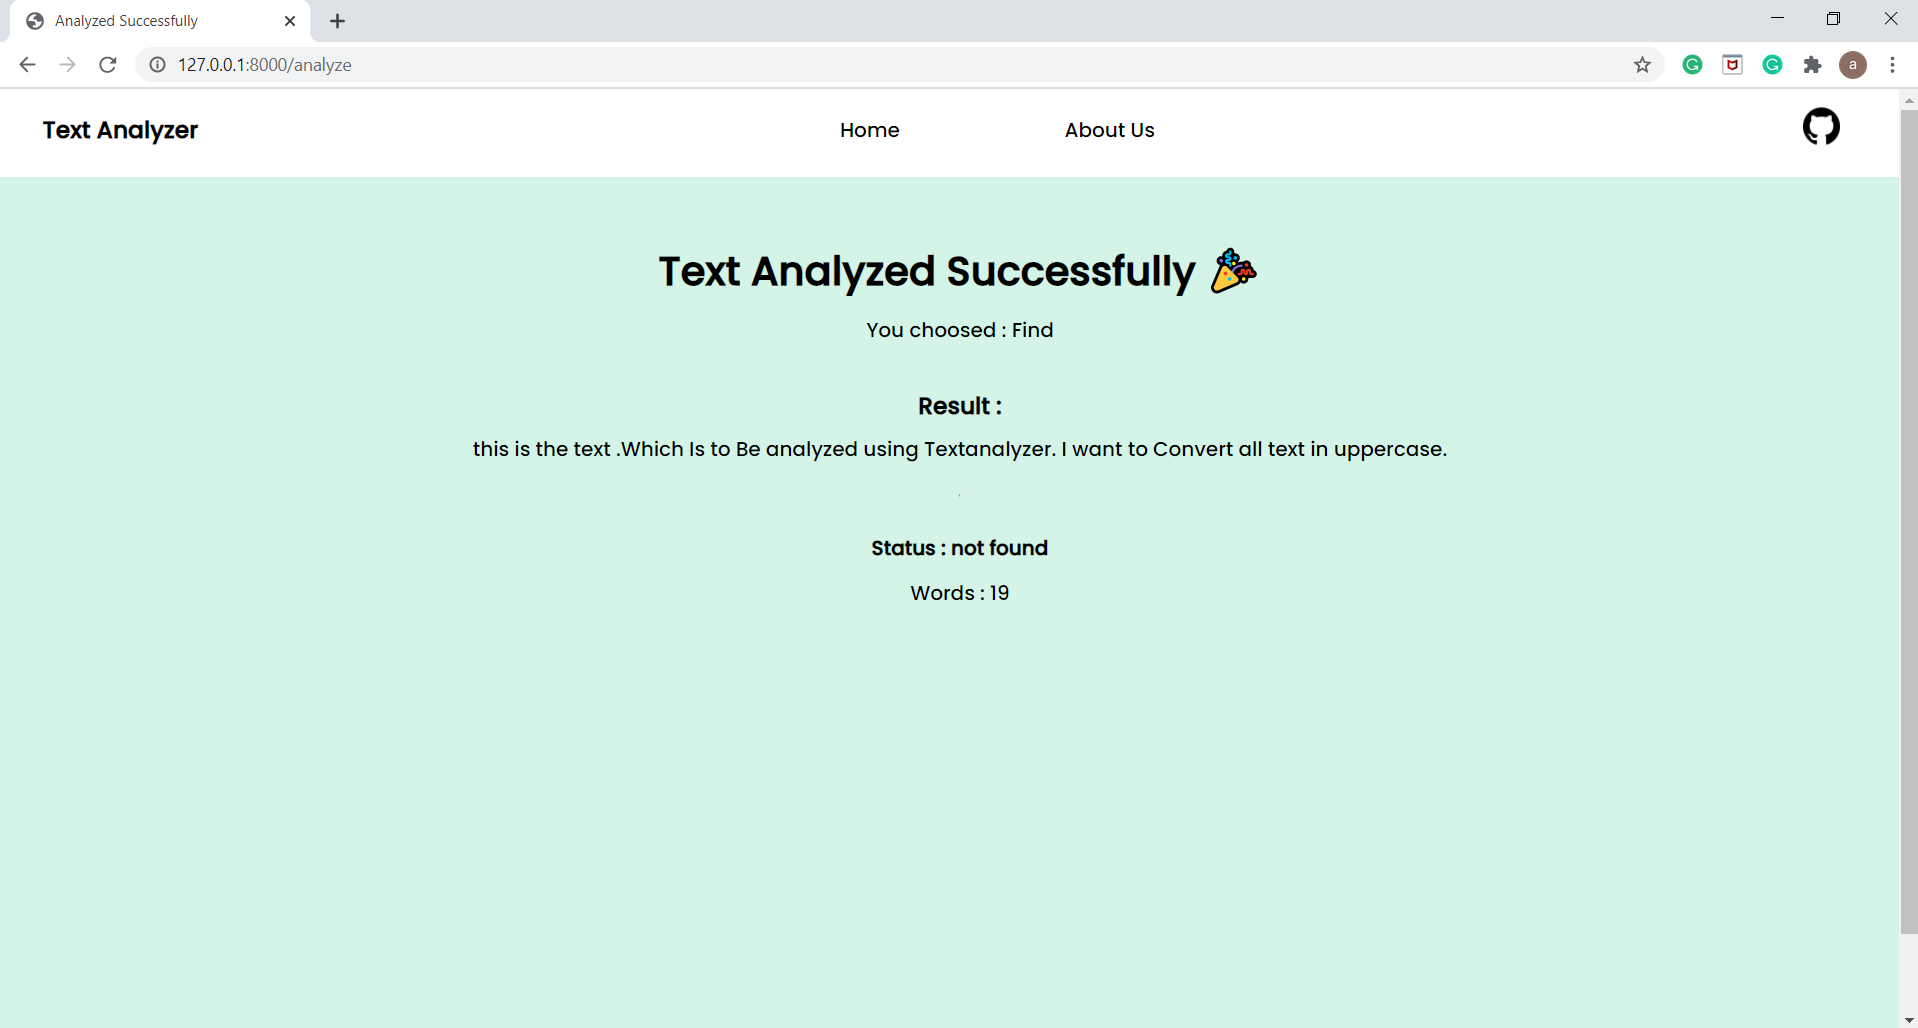 Analyzed Successfully
127.0.0.1:8000/analyze
a
Text Analyzer
Home
About Us
Text Analyzed Successfully
You choosed : Find
Result :
this is the text .Which Is to Be analyzed using Textanalyzer. I want to Convert all text in uppercase.
Status : not found
Words : 19